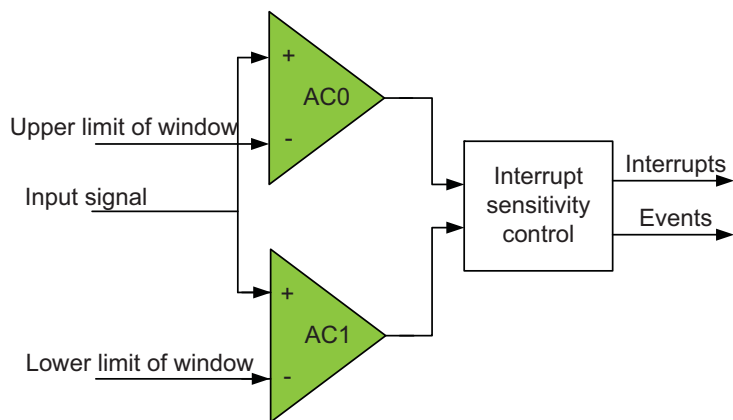 +
AC0
-
Upper limit of window
Input signal
Interrupt
sensitivity
control
Interrupts
Events
+
AC1
-
Lower limit of window